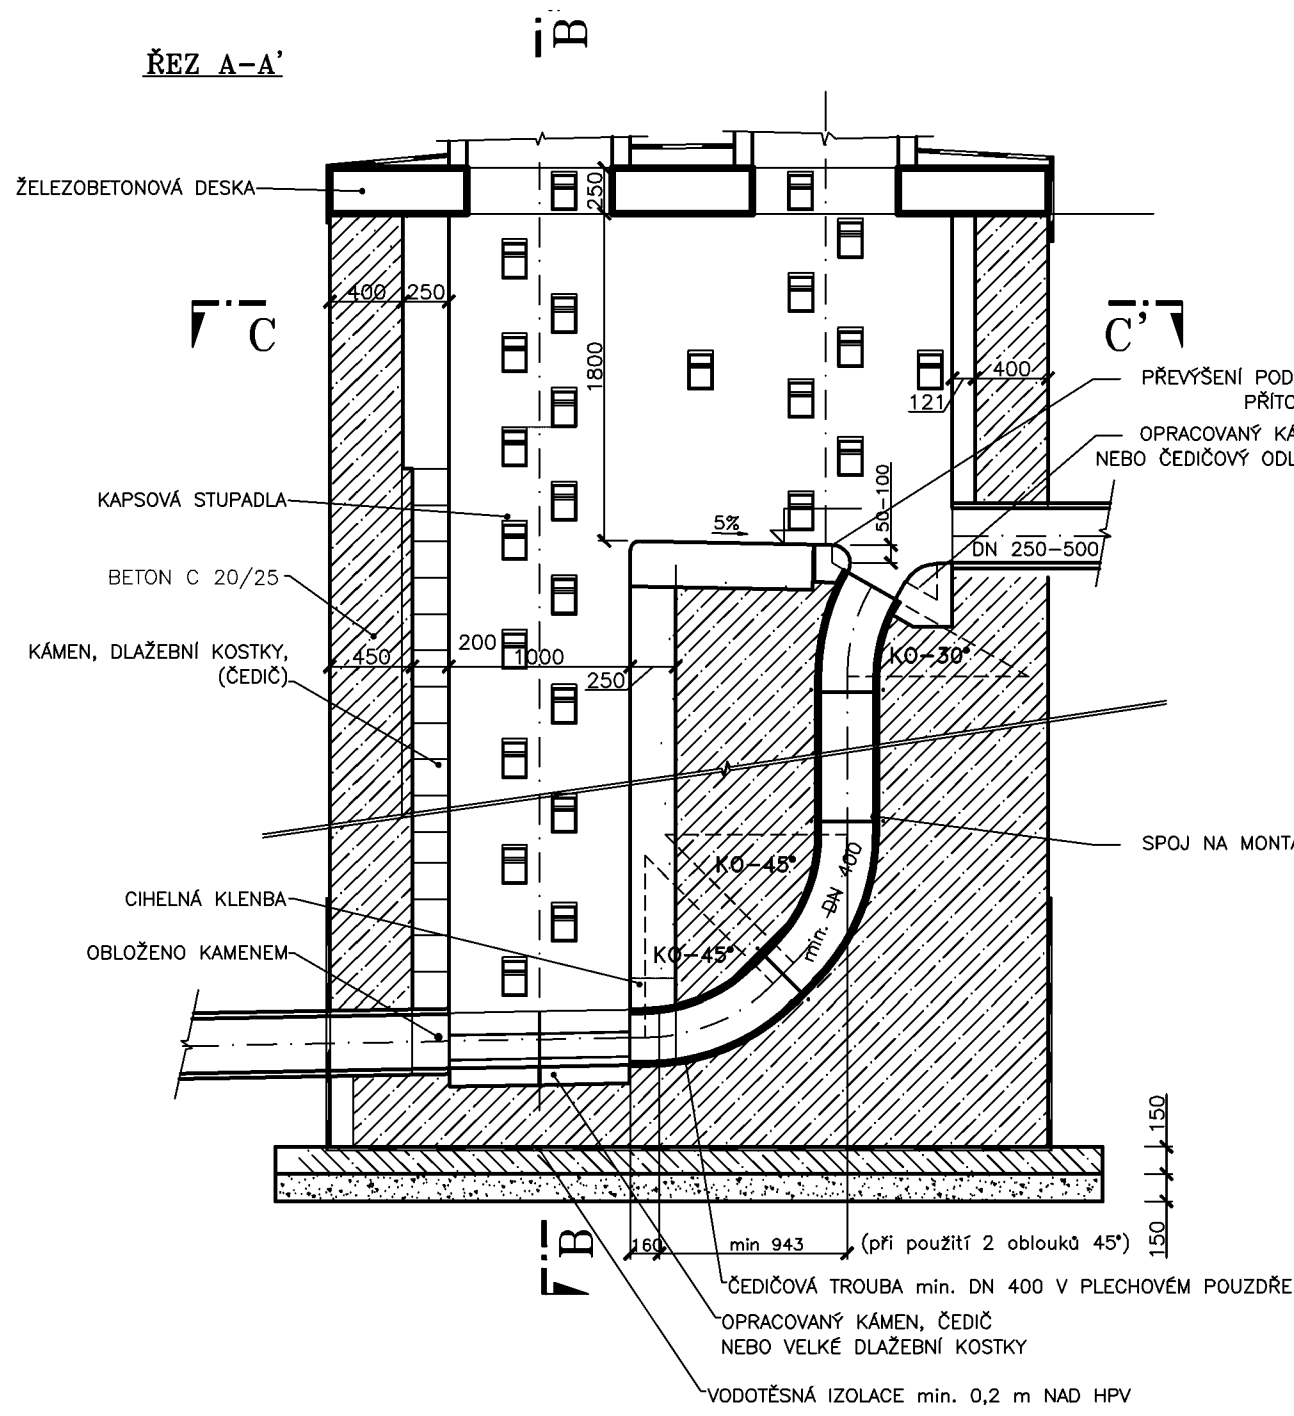 B
ŘEZ A-A'
ŽELEZOBETONOVÁ DESKA
250
400
250
C
C'
1800
PŘEVÝŠENÍ POD
400
121
OPRACOVANÝ
NEBO ČEDIČOVÝ
KAPSOVÁ STUPADLA
50-100
5%
DN 250-500
BETON C 20/25
KÁMEN, DLAŽEBNÍ KOSTKY,
(ČEDIČ)
450
200
1000
250
KO-30°
SPOJ NA
KO-45°
min. DN 400
KO-45°
CIHELNÁ KLENBA
OBLOŽENO KAMENEM
150
150
B
160
min 943
(při použití 2 oblouků 45°)
ČEDIČOVÁ TROUBA min. DN 400 V PLECHOVÉM POUZDŘE
OPRACOVANÝ KÁMEN, ČEDIČ
NEBO VELKÉ DLAŽEBNÍ KOSTKY
VODOTĚSNÁ IZOLACE min. 0,2 m NAD HPV